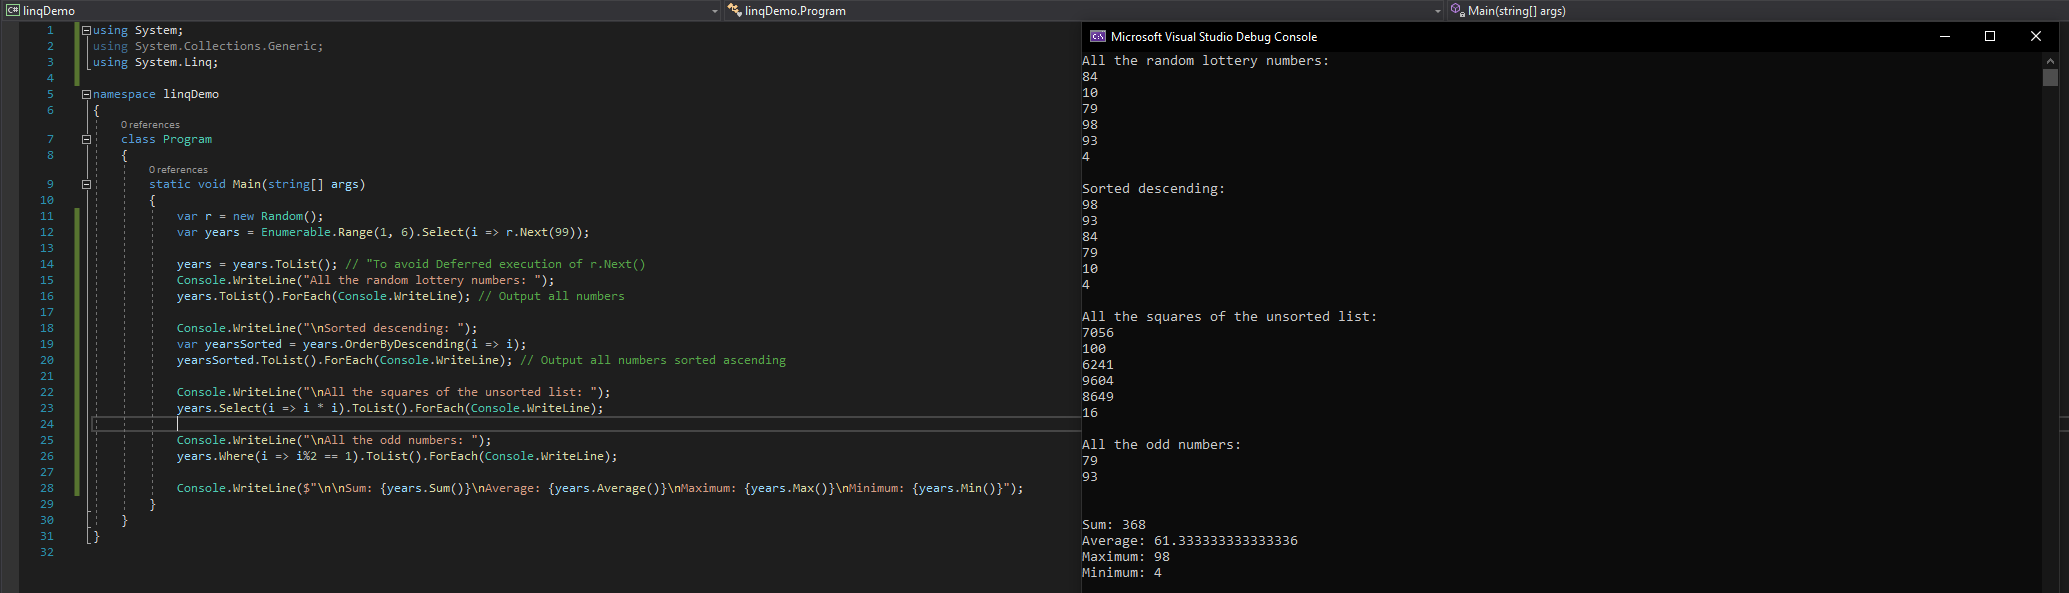 C# linqDemo
linqDemo.Program
Main(string[] args)
1 using System;
2 using System.Collections.Generic;
3 using System.Linq;
4
5 namespace linqDemo
6 {
0 references
7 class Program
8 {
0 references
9 static void Main(string[] args)
10 {
11 var r = new Random();
12 var years = Enumerable.Range(1, 6).Select(i => r.Next(99));
13
14 years = years.ToList(); // "To avoid Deferred execution of r.Next()
15 Console.WriteLine("All the random lottery numbers: ");
16 years.ToList().ForEach(Console.WriteLine); // Output all numbers
17
18 Console.WriteLine("\nSorted descending: ");
19 var yearsSorted = years.OrderByDescending(i => i);
20 yearsSorted.ToList().ForEach(Console.WriteLine); // Output all numbers sorted ascending
21
22 Console.WriteLine("\nAll the squares of the unsorted list: ");
23 years.Select(i => i * i).ToList().ForEach(Console.WriteLine);
24
25 Console.WriteLine("\nAll the odd numbers: ");
26 years.Where(i => i%2 == 1).ToList().ForEach(Console.WriteLine);
27
28 Console.WriteLine($"\n\nSum: {years.Sum()}\nAverage: {years.Average()}\nMaximum: {years.Max()}\nMinimum: {years.Min()}");
29 }
30 }
31 }
32
C:\ Microsoft Visual Studio Debug Console
All the random lottery numbers:
84
10
79
98
93
4
Sorted descending:
98
93
84
79
10
4
All the squares of the unsorted list:
7056
100
6241
9604
8649
16
All the odd numbers:
79
93
Sum: 368
Average: 61.333333333333336
Maximum: 98
Minimum: 4